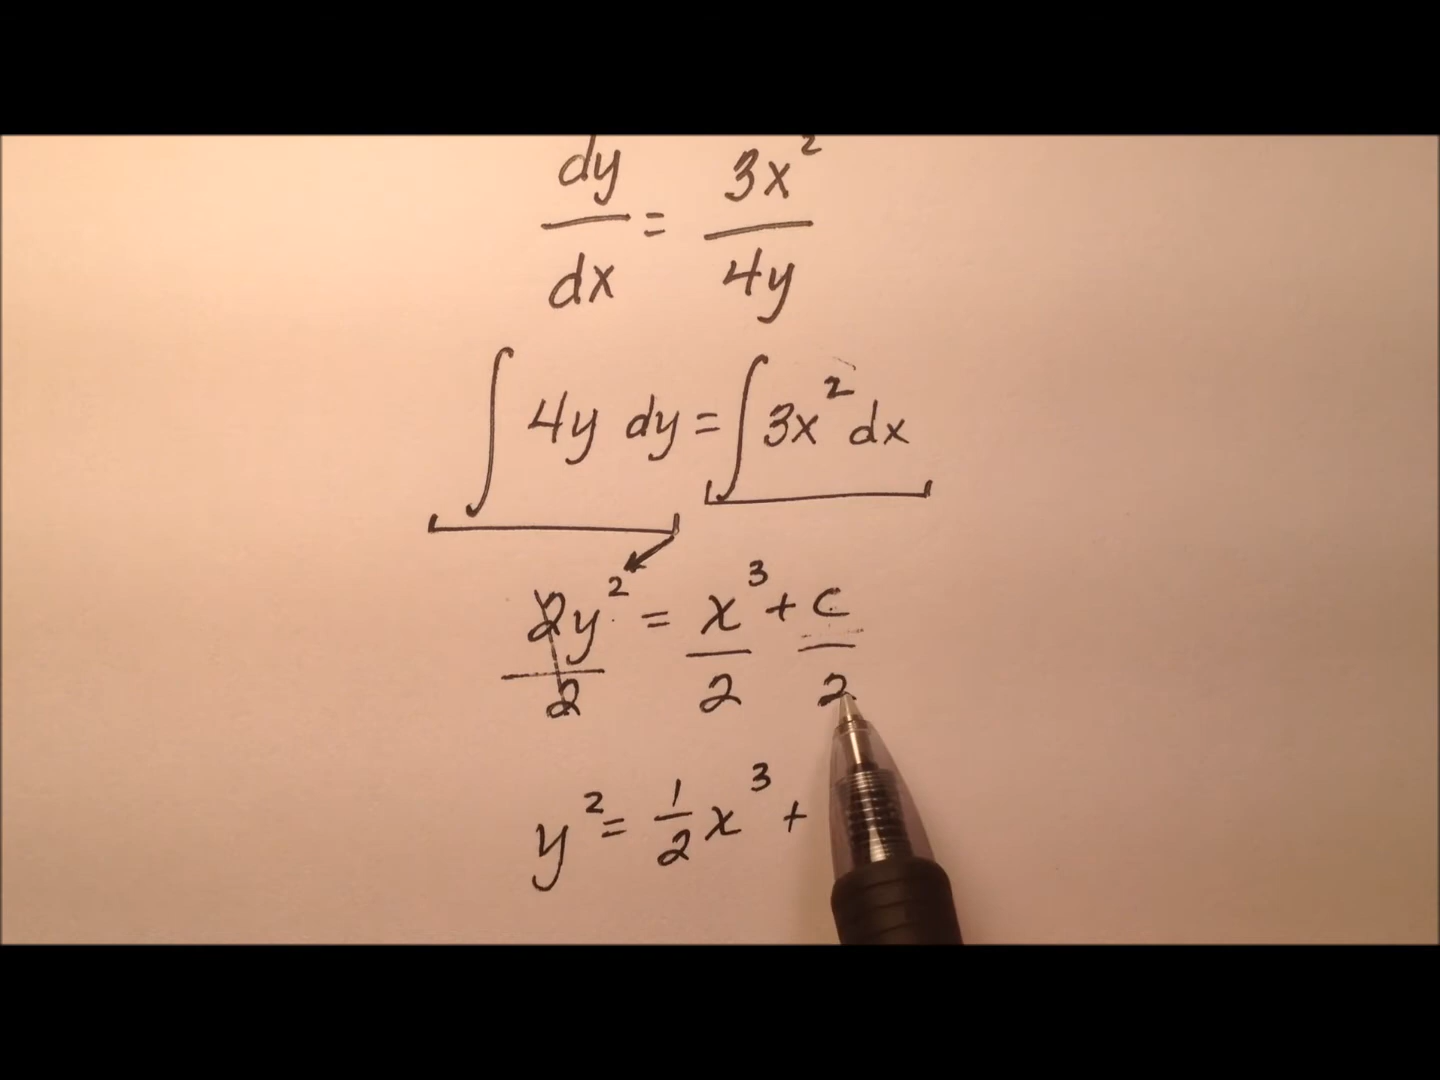 dy/dx = 3x²/4y
∫ 4y dy = ∫ 3x² dx
2y²/2 = x³/2 + c/2
y² = 1/2 x³ +